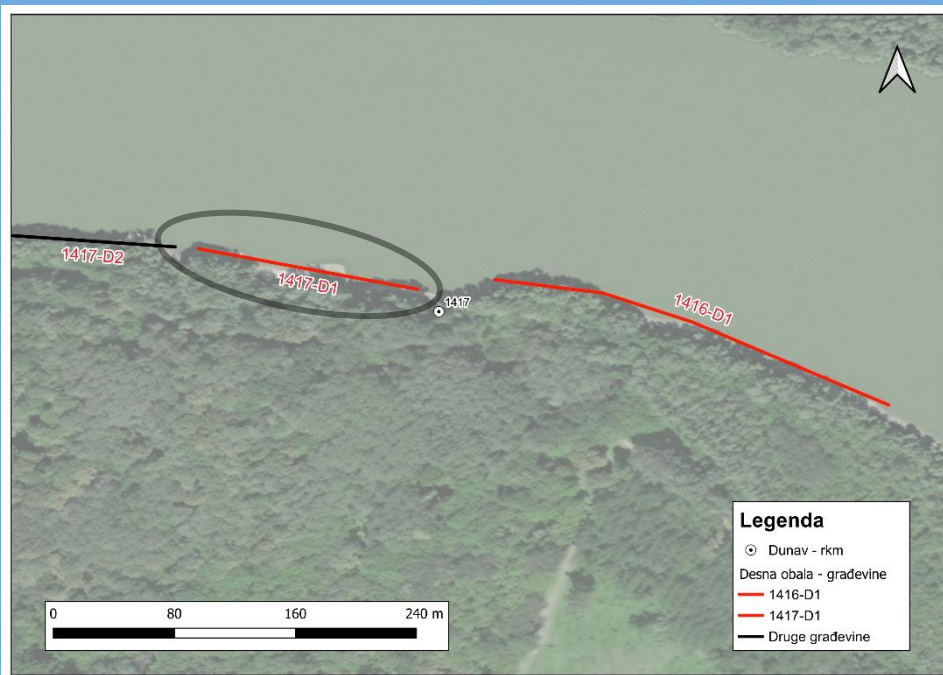 1417-D2
1417-D1
1417
1416-D1
Legenda
Dunav - rkm
Desna obala - građevine
1416-D1
1417-D1
Druge građevine
0 80 160 240 m